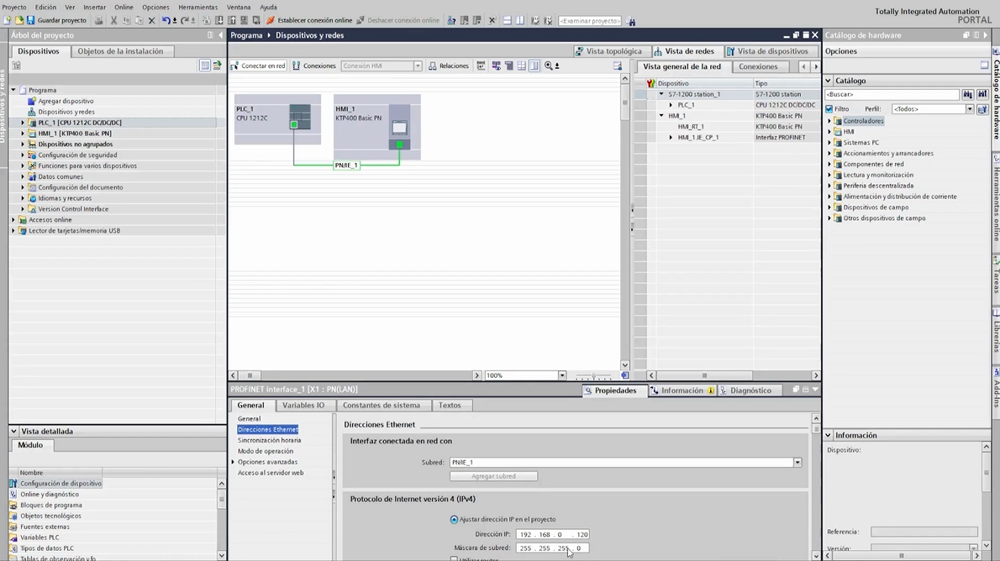 Proyecto Edición Ver Insertar Online Opciones Herramientas Ventana Ayuda
Totally Integrated Automation
PORTAL
Guardar proyecto Establecer conexión online Deshacer conexión online <Examinar proyecto>
Árbol del proyecto
Programa Dispositivos y redes
Catálogo de hardware
Dispositivos Objetos de la instalación
Vista topológica Vista de redes Vista de dispositivos
Opciones
Conectar en red Conexiones Conexión HMI Relaciones
Vista general de la red Conexiones
Catálogo
<Buscar>
Filtro Perfil: <Todos>
Controladores
HMI
Sistemas PC
Accionamientos y arrancadores
Componentes de red
Lectura y monitorización
Periferia descentralizada
Alimentación y distribución de corriente
Dispositivos de campo
Otros dispositivos de campo
Programa
Agregar dispositivo
Dispositivos y redes
PLC_1 [CPU 1212C DC/DC/DC]
HMI_1 [KTP400 Basic PN]
Dispositivos no agrupados
Configuración de seguridad
Funciones para varios dispositivos
Datos comunes
Configuración del documento
Idiomas y recursos
Version Control Interface
Accesos online
Lector de tarjetas/memoria USB
PLC_1
CPU 1212C
HMI_1
KTP400 Basic PN
PN/IE_1
Dispositivo Tipo
S7-1200 station_1 S7-1200 station
PLC_1 CPU 1212C DC/DC/DC
HMI_1 KTP400 Basic PN
HMI_RT_1 KTP400 Basic PN
HMI_1.IE_CP_1 Interfaz PROFINET
100%
PROFINET Interface_1 [X1 : PN(LAN)]
Propiedades Información Diagnóstico
General Variables IO Constantes de sistema Textos
General
Direcciones Ethernet
Sincronización horaria
Modo de operación
Opciones avanzadas
Acceso al servidor web
Direcciones Ethernet
Interfaz conectada en red con
Subred: PN/IE_1
Agregar subred
Protocolo de Internet versión 4 (IPv4)
Ajustar dirección IP en el proyecto
Dirección IP: 192 . 168 . 0 . 120
Máscara de subred: 255 . 255 . 255 . 0
Utilizar router
Vista detallada
Módulo
Nombre
Configuración de dispositivo
Online y diagnóstico
Bloques de programa
Objetos tecnológicos
Fuentes externas
Variables PLC
Tipos de datos PLC
Tablas de observación y fo
Información
Dispositivo:
Referencia:
Versión:
Dispositivos y redes
Catálogo de hardware
Herramientas online
Tareas
Librerías
Add-Ins